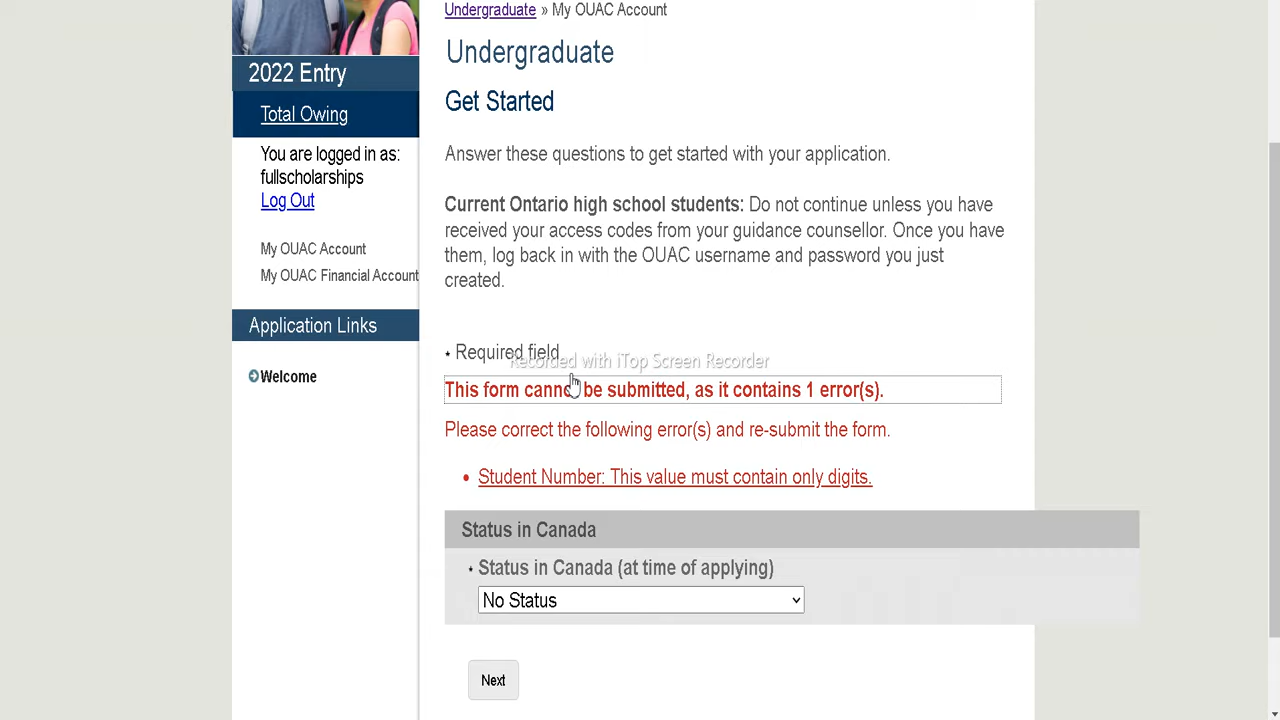 Undergraduate » My OUAC Account
Undergraduate
2022 Entry
Get Started
Total Owing
You are logged in as:
fullscholarships
Log Out
My OUAC Account
My OUAC Financial Account
Application Links
Welcome
Answer these questions to get started with your application.
Current Ontario high school students: Do not continue unless you have
received your access codes from your guidance counsellor. Once you have
them, log back in with the OUAC username and password you just
created.
* Required field
Recorded with iTop Screen Recorder
This form cannot be submitted, as it contains 1 error(s).
Please correct the following error(s) and re-submit the form.
• Student Number: This value must contain only digits.
Status in Canada
* Status in Canada (at time of applying)
No Status
Next